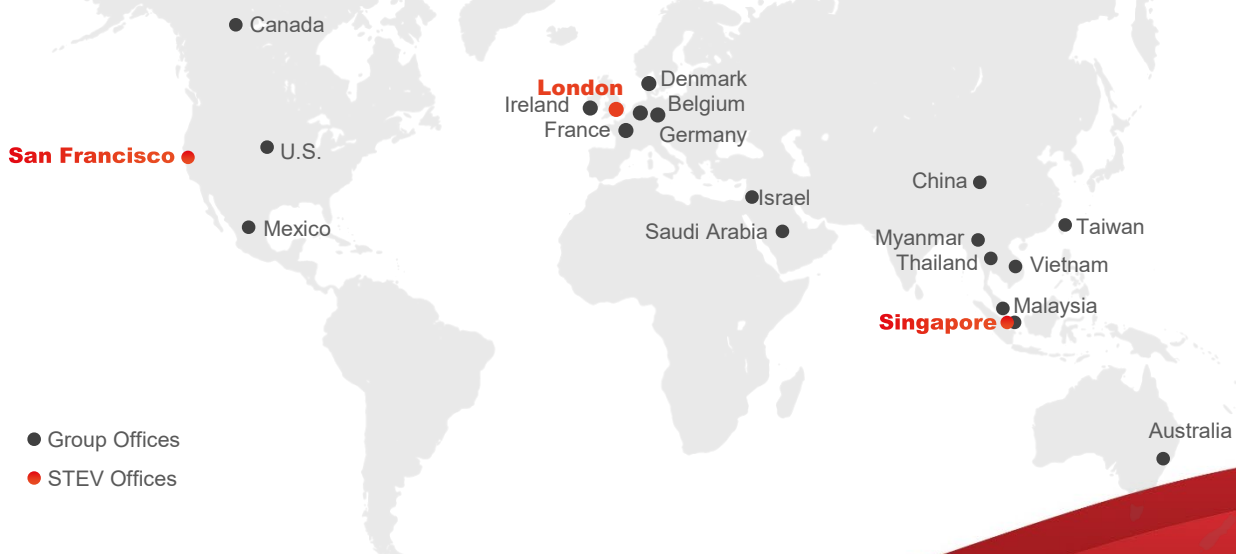 Canada
Denmark
London
Belgium
Ireland
France
Germany
San Francisco
U.S.
China
Israel
Mexico
Saudi Arabia
Taiwan
Myanmar
Thailand
Vietnam
Malaysia
Singapore
Australia
Group Offices
STEV Offices